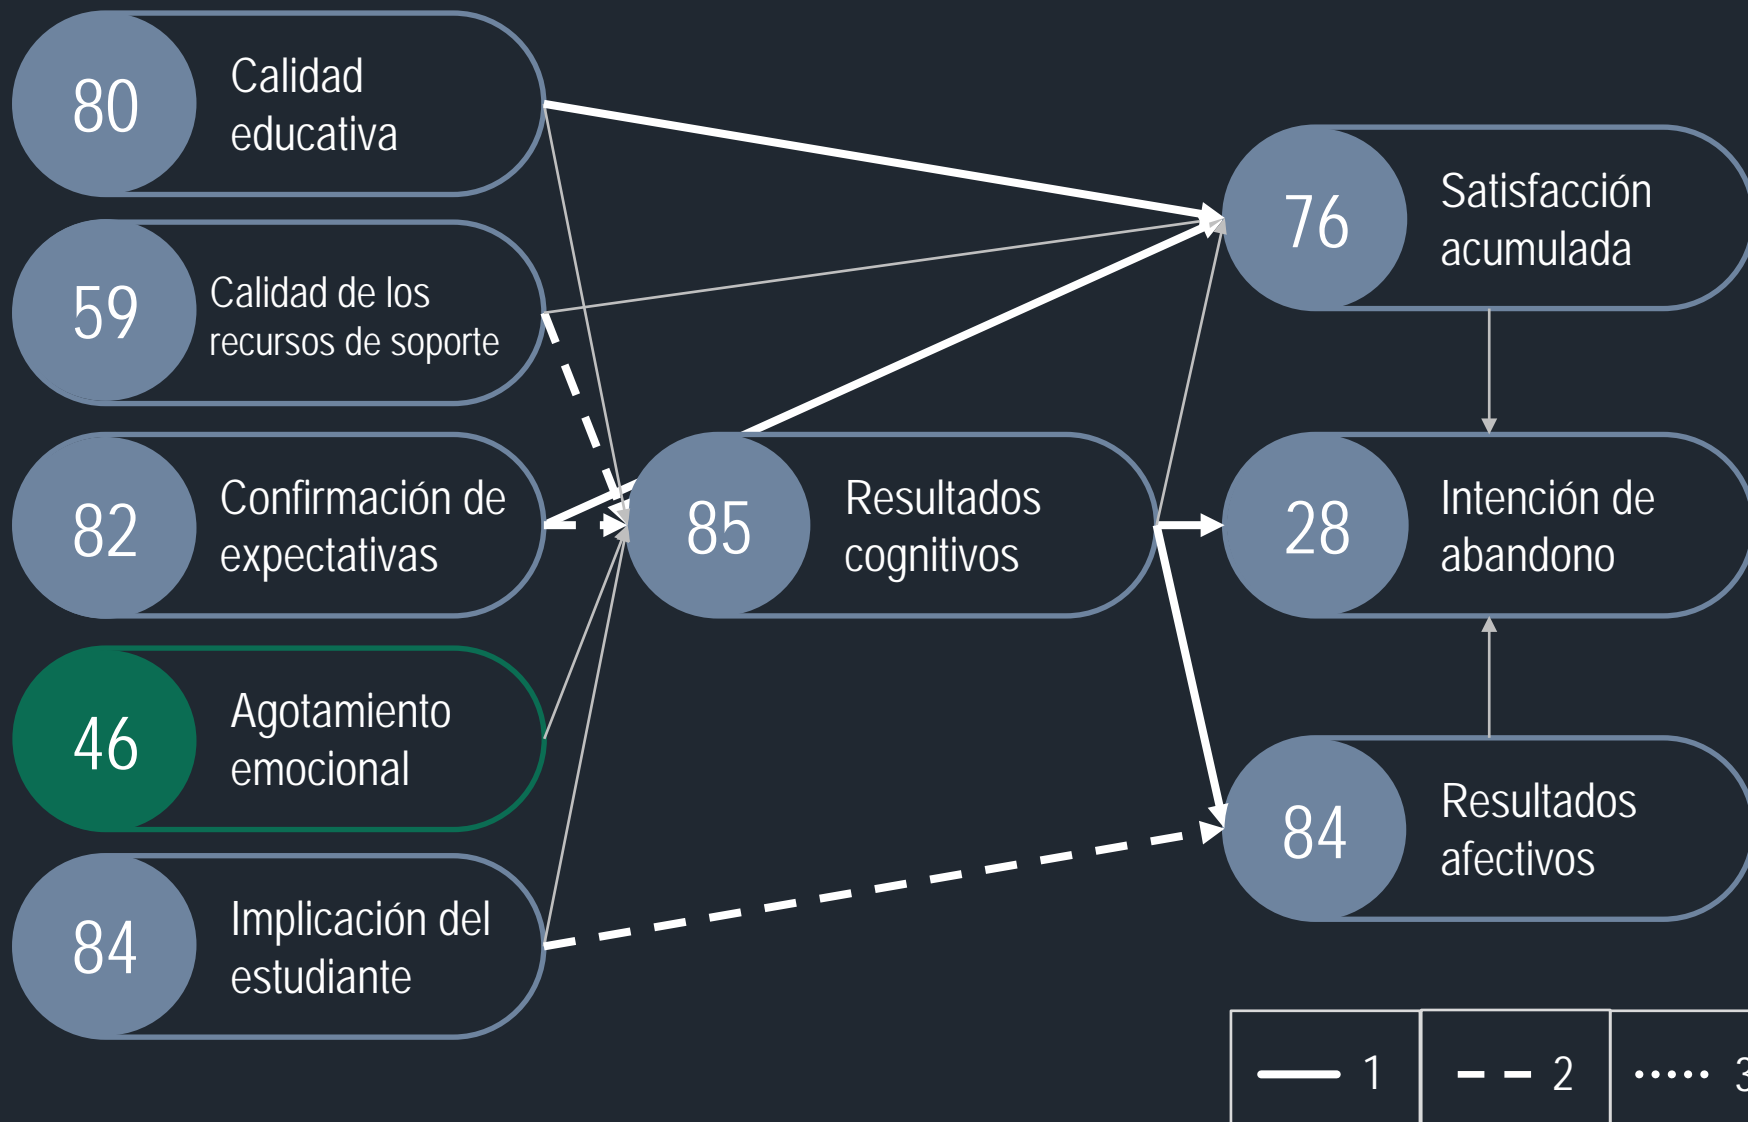 80
Calidad
educativa
59
Calidad de los
recursos de soporte
82
Confirmación de
expectativas
46
Agotamiento
emocional
84
Implicación del
estudiante
85
Resultados
cognitivos
76
Satisfacción
acumulada
28
Intención de
abandono
84
Resultados
afectivos
1
2
3